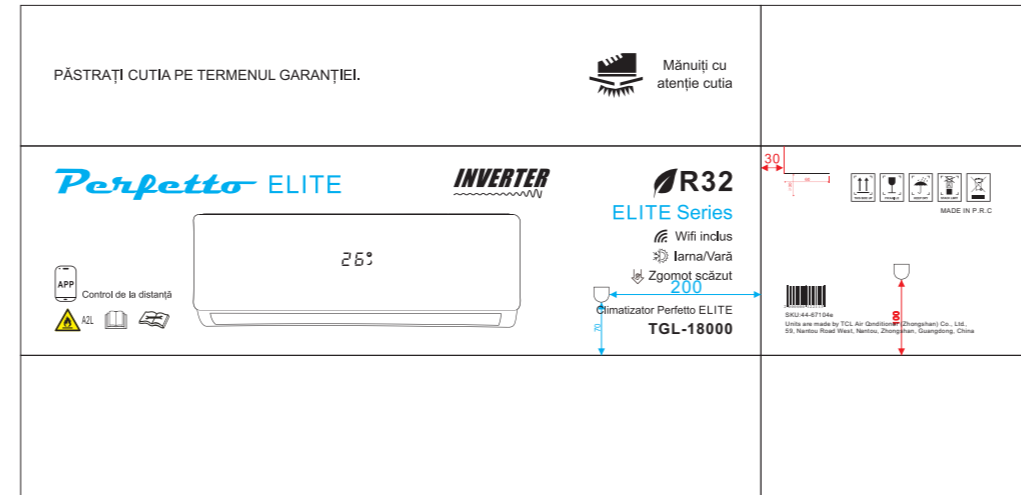 PĂSTRAȚI CUTIA PE TERMENUL GARANȚIEI.
Mănuiți cu
atenție cutia
Perfetto ELITE
INVERTER
R32
ELITE Series
Wifi inclus
Iarna/Vară
Zgomot scăzut
26°
APP
Control de la distanță
A2L
200
70
Climatizator Perfetto ELITE
TGL-18000
30
MADE IN P.R.C
100
SKU:44-67104e
Units are made by TCL Air Qnditioner (Zhongshan) Co., Ltd.,
59, Nantou Road West, Nantou, Zhongshan, Guangdong, China